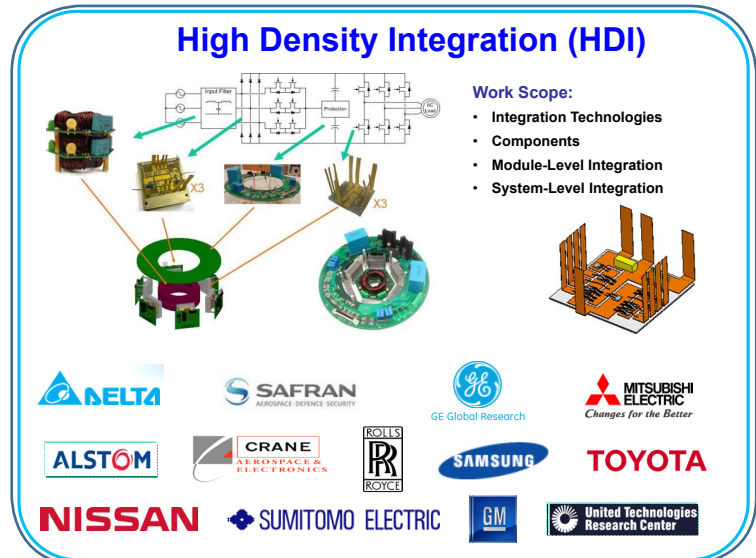 High Density Integration (HDI)
Input Filter
Protection
AC
Load
X3
X3
Work Scope:
• Integration Technologies
• Components
• Module-Level Integration
• System-Level Integration
DELTA
SAFRAN
AEROSPACE · DEFENCE · SECURITY
GE
GE Global Research
MITSUBISHI
ELECTRIC
Changes for the Better
ALSTOM
CRANE
AEROSPACE &
ELECTRONICS
ROLLS
RR
ROYCE
SAMSUNG
TOYOTA
NISSAN
SUMITOMO ELECTRIC
GM
United Technologies
Research Center